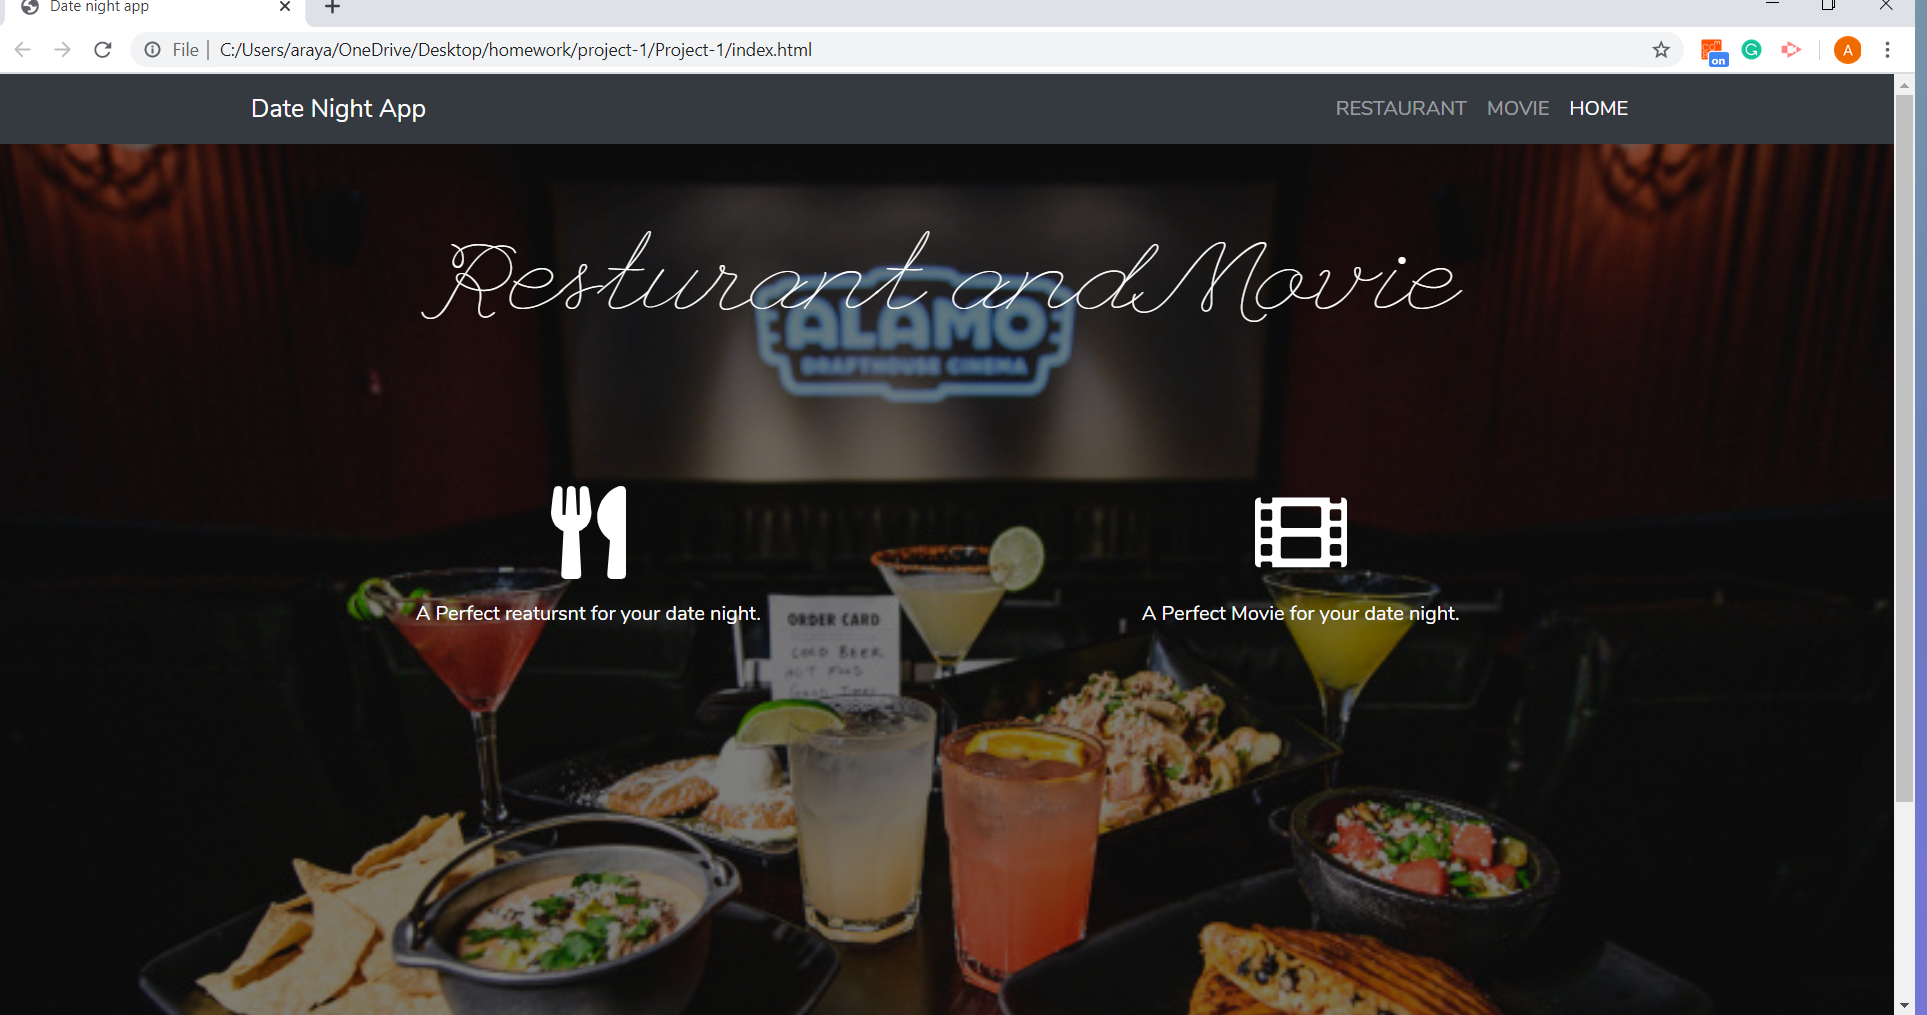 Date night app
File | C:/Users/araya/OneDrive/Desktop/homework/project-1/Project-1/index.html
on
A
Date Night App
RESTAURANT MOVIE HOME
Resturant and Movie
ALAMO
DRAFTHOUSE CINEMA
A Perfect reatursnt for your date night.
A Perfect Movie for your date night.
ORDER CARD
COLD BEER
HOT FOOD
GOOD TIMES